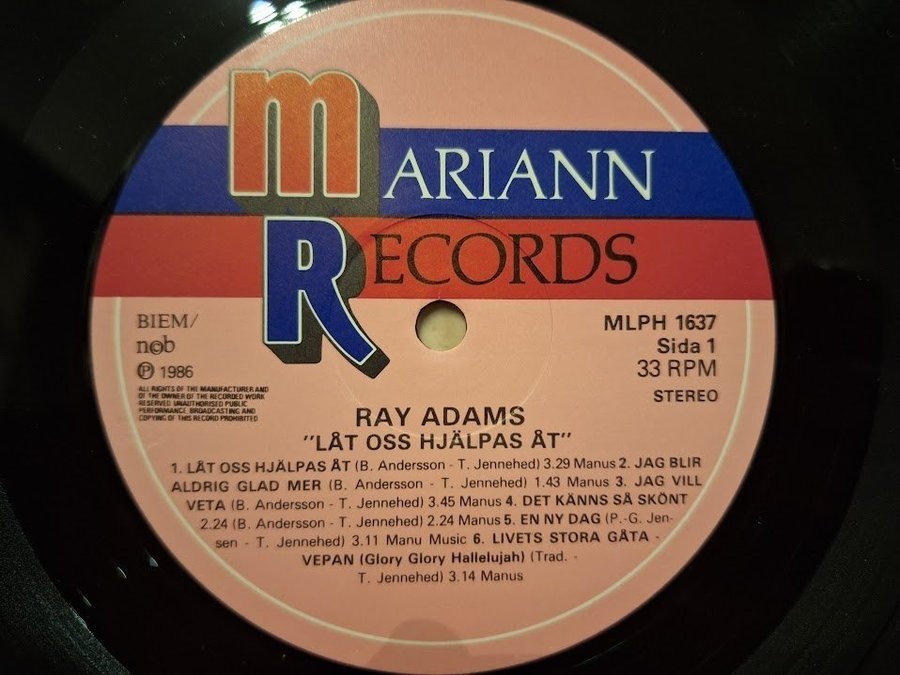 MARIANN
RECORDS
BIEM/
n©b
Ⓟ 1986
ALL RIGHTS OF THE MANUFACTURER AND
OF THE OWNER OF THE RECORDED WORK
RESERVED. UNAUTHORISED PUBLIC
PERFORMANCE, BROADCASTING AND
COPYING OF THIS RECORD PROHIBITED
MLPH 1637
Sida 1
33 RPM
STEREO
RAY ADAMS
"LÅT OSS HJÄLPAS ÅT"
1. LÅT OSS HJÄLPAS ÅT (B. Andersson - T. Jennehed) 3.29 Manus 2. JAG BLIR
ALDRIG GLAD MER (B. Andersson - T. Jennehed) 1.43 Manus 3. JAG VILL
VETA (B. Andersson - T. Jennehed) 3.45 Manus 4. DET KÄNNS SÅ SKÖNT
2.24 (B. Andersson - T. Jennehed) 2.24 Manus 5. EN NY DAG (P.-G. Jen-
sen - T. Jennehed) 3.11 Manu Music 6. LIVETS STORA GÅTA -
VEPAN (Glory Glory Hallelujah) (Trad. -
T. Jennehed) 3.14 Manus